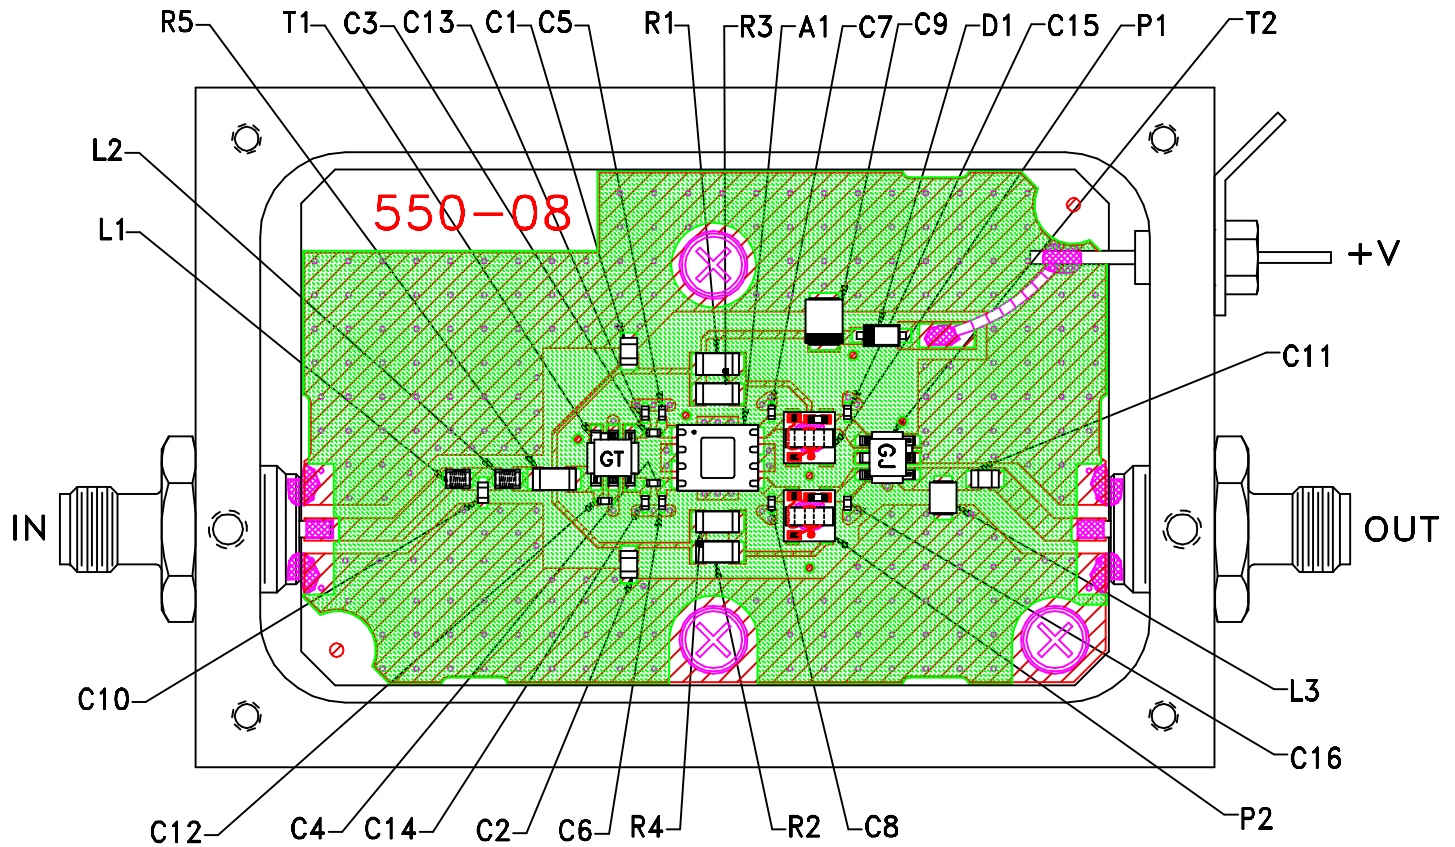 R5 T1 C3 C13 C1 C5 R1 R3 A1 C7 C9 D1 C15 P1 T2
L2
550-08
L1
+V
C11
GT
GJ
IN
OUT
C10
L3
C16
C12 C4 C14 C2 C6 R4 R2 C8 P2